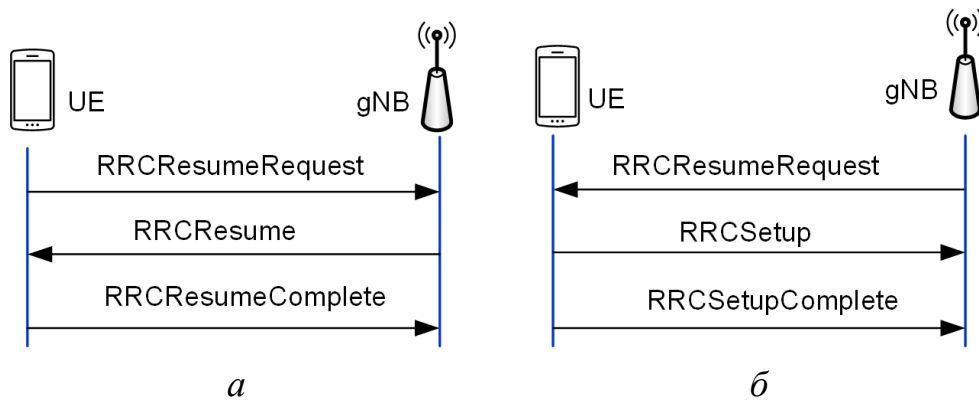 UE
gNB
RRCResumeRequest
RRCResume
RRCResumeComplete
а
UE
gNB
RRCResumeRequest
RRCSetup
RRCSetupComplete
б